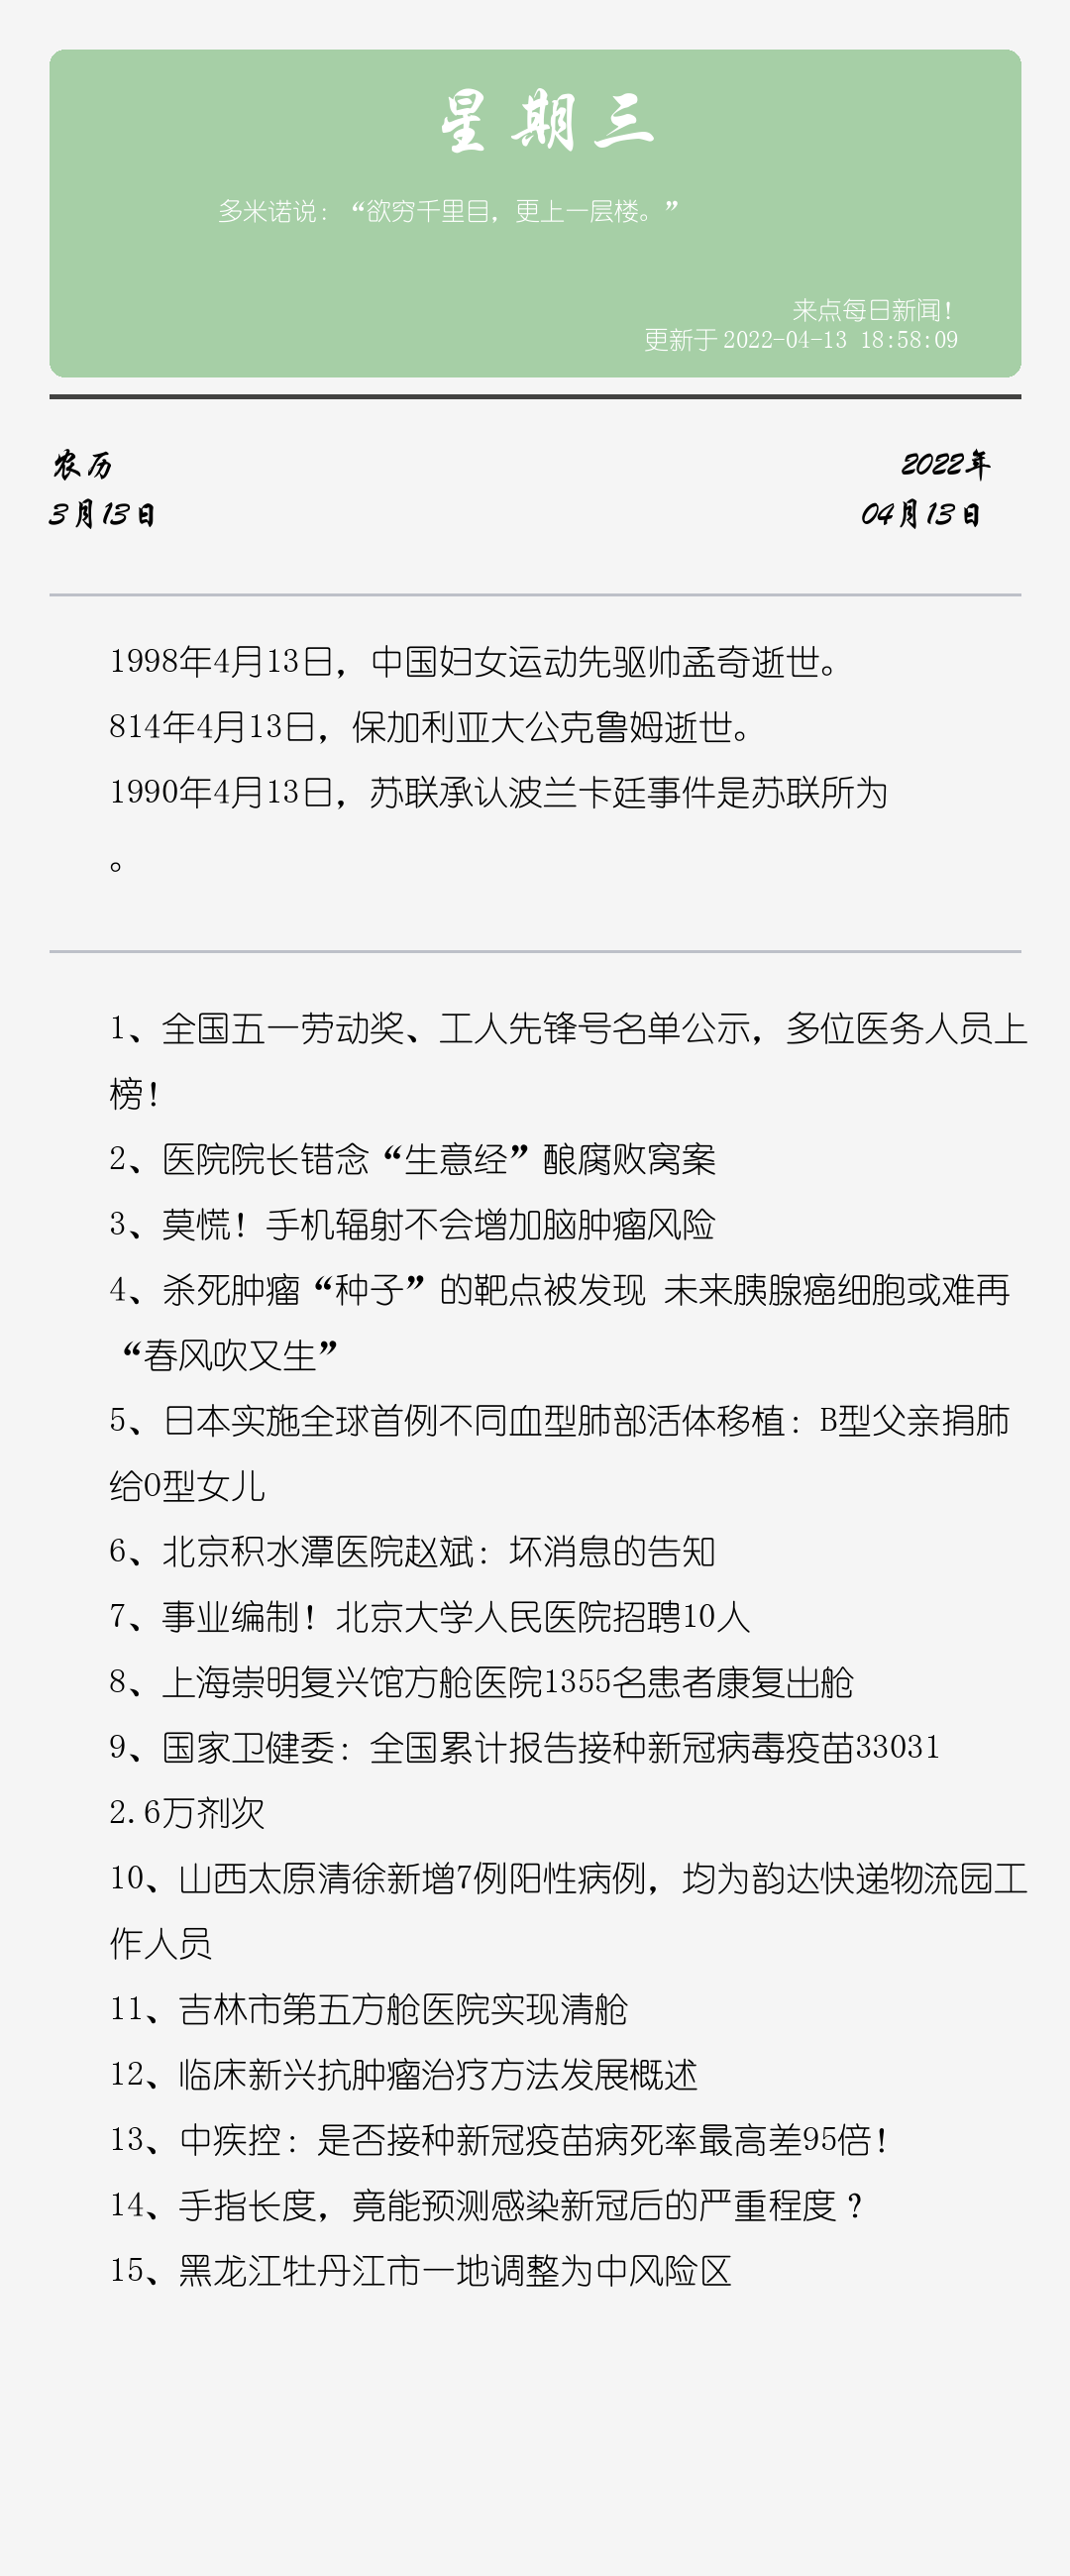 星期三
多米诺说：“欲穷千里目，更上一层楼。”
来点每日新闻！
更新于 2022-04-13 18:58:09
农历
2022年
3月13日
04月13日
1998年4月13日，中国妇女运动先驱帅孟奇逝世。
814年4月13日，保加利亚大公克鲁姆逝世。
1990年4月13日，苏联承认波兰卡廷事件是苏联所为
。
1、全国五一劳动奖、工人先锋号名单公示，多位医务人员上
榜！
2、医院院长错念“生意经”酿腐败窝案
3、莫慌！手机辐射不会增加脑肿瘤风险
4、杀死肿瘤“种子”的靶点被发现 未来胰腺癌细胞或难再
“春风吹又生”
5、日本实施全球首例不同血型肺部活体移植：B型父亲捐肺
给O型女儿
6、北京积水潭医院赵斌：坏消息的告知
7、事业编制！北京大学人民医院招聘10人
8、上海崇明复兴馆方舱医院1355名患者康复出舱
9、国家卫健委：全国累计报告接种新冠病毒疫苗33031
2.6万剂次
10、山西太原清徐新增7例阳性病例，均为韵达快递物流园工
作人员
11、吉林市第五方舱医院实现清舱
12、临床新兴抗肿瘤治疗方法发展概述
13、中疾控：是否接种新冠疫苗病死率最高差95倍！
14、手指长度，竟能预测感染新冠后的严重程度？
15、黑龙江牡丹江市一地调整为中风险区